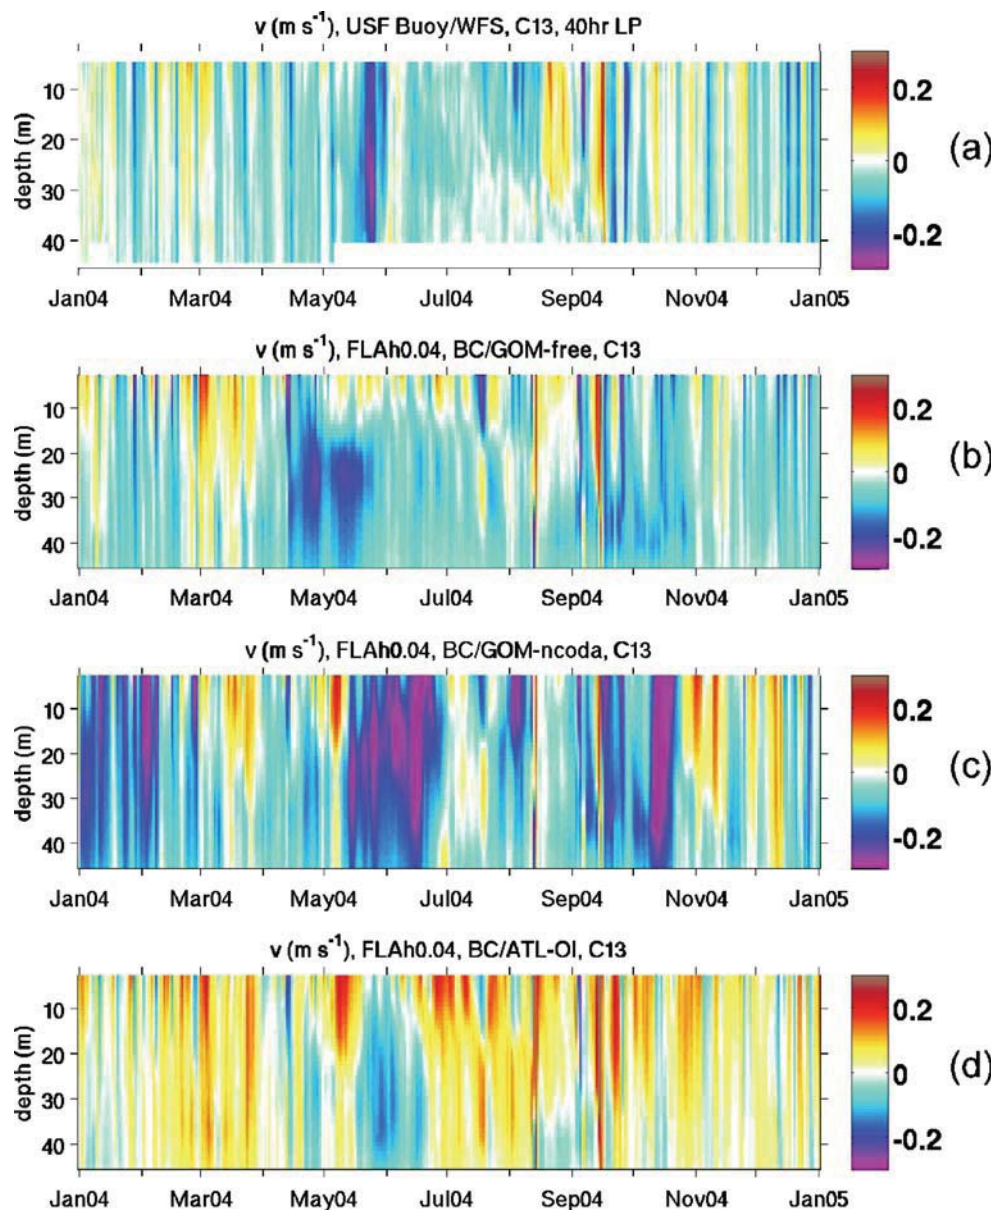 v (m s⁻¹), USF Buoy/WFS, C13, 40hr LP
depth (m)
10
20
30
40
Jan04 Mar04 May04 Jul04 Sep04 Nov04 Jan05
0.2
0
-0.2
(a)
v (m s⁻¹), FLAh0.04, BC/GOM-free, C13
depth (m)
10
20
30
40
Jan04 Mar04 May04 Jul04 Sep04 Nov04 Jan05
0.2
0
-0.2
(b)
v (m s⁻¹), FLAh0.04, BC/GOM-ncoda, C13
depth (m)
10
20
30
40
Jan04 Mar04 May04 Jul04 Sep04 Nov04 Jan05
0.2
0
-0.2
(c)
v (m s⁻¹), FLAh0.04, BC/ATL-OI, C13
depth (m)
10
20
30
40
Jan04 Mar04 May04 Jul04 Sep04 Nov04 Jan05
0.2
0
-0.2
(d)